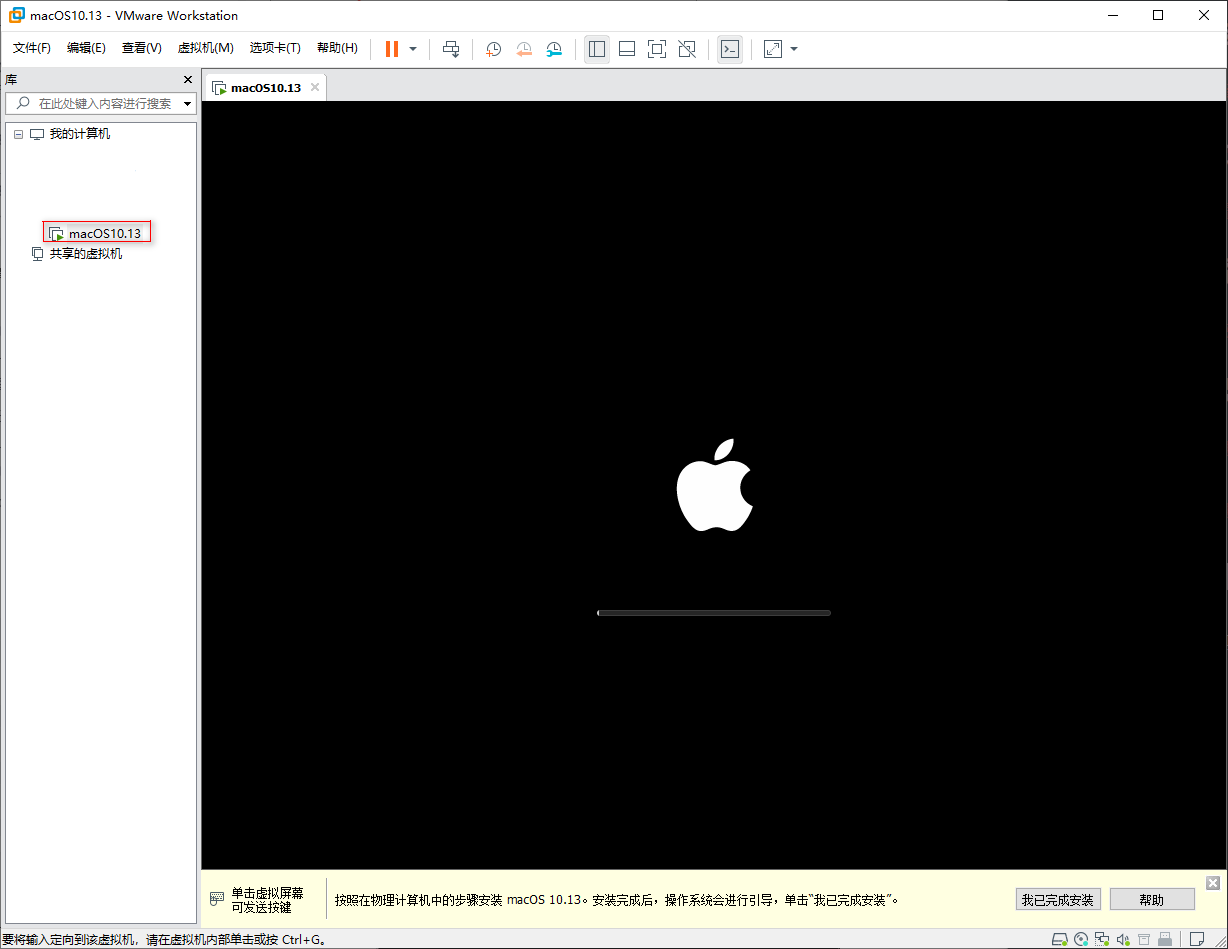 macOS10.13 - VMware Workstation
文件(F) 编辑(E) 查看(V) 虚拟机(M) 选项卡(T) 帮助(H)
库
在此处键入内容进行搜索
我的计算机
macOS10.13
共享的虚拟机
macOS10.13
单击虚拟屏幕
可发送按键
按照在物理计算机中的步骤安装 macOS 10.13。安装完成后，操作系统会进行引导，单击“我已完成安装”。
我已完成安装
帮助
要将输入定向到该虚拟机，请在虚拟机内部单击或按 Ctrl+G。